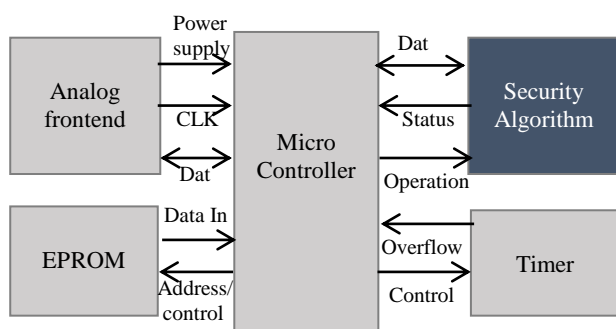 Power
supply
Analog
frontend
CLK
Dat
EPROM
Data In
Address/
control
Micro
Controller
Dat
Status
Operation
Overflow
Control
Security
Algorithm
Timer